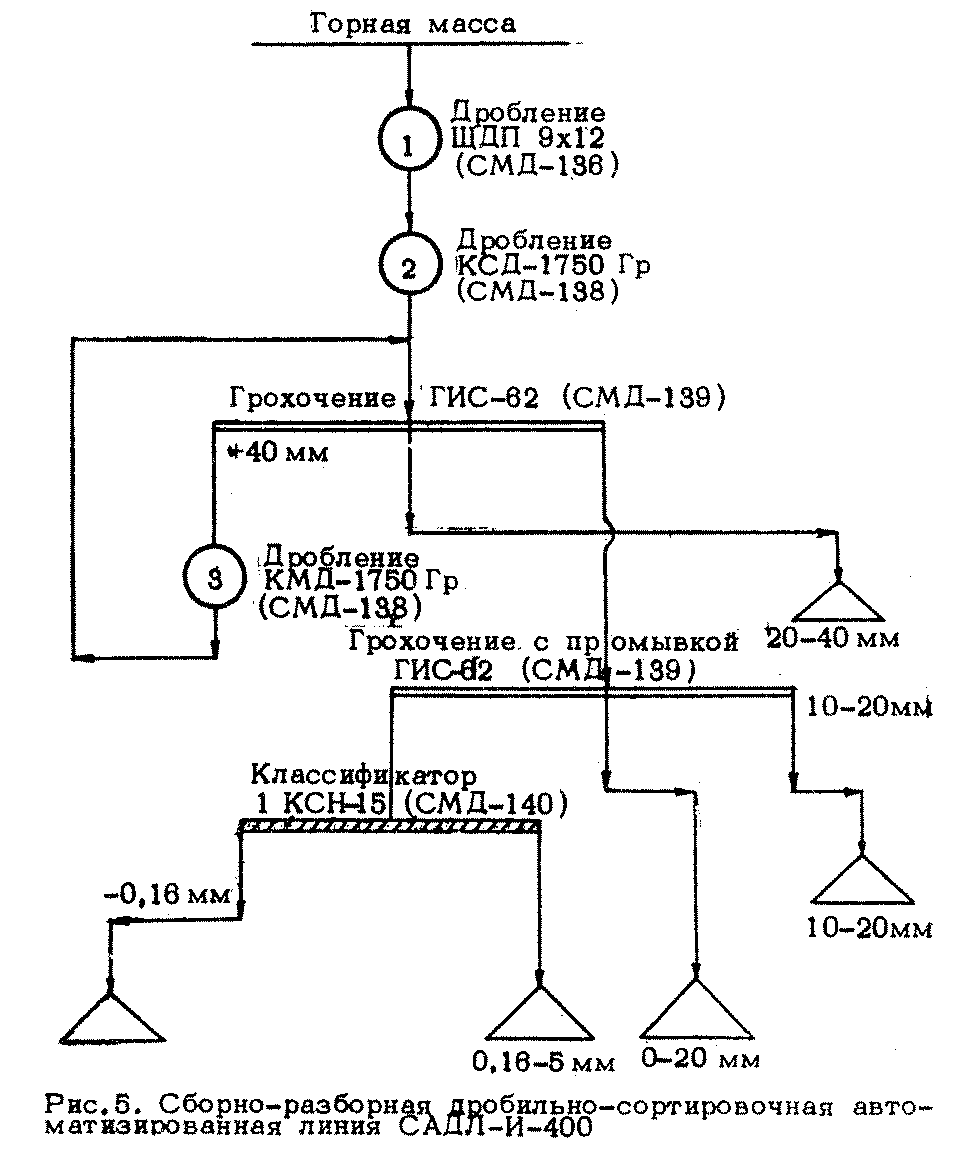 Горная масса
1
Дробление
ЩДП 9х12
(СМД-136)
2
Дробление
КСД-1750 Гр
(СМД-138)
Грохочение ГИС-62 (СМД-139)
+40 мм
3
Дробление
КМД-1750 Гр
(СМД-138)
20-40 мм
Грохочение с промывкой
ГИС-62 (СМД-139)
10-20мм
Классификатор
1 КСН-15 (СМД-140)
-0,16 мм
10-20мм
0,16-5 мм
0-20 мм
Рис.5. Сборно-разборная дробильно-сортировочная авто-
матизированная линия САДЛ-И-400